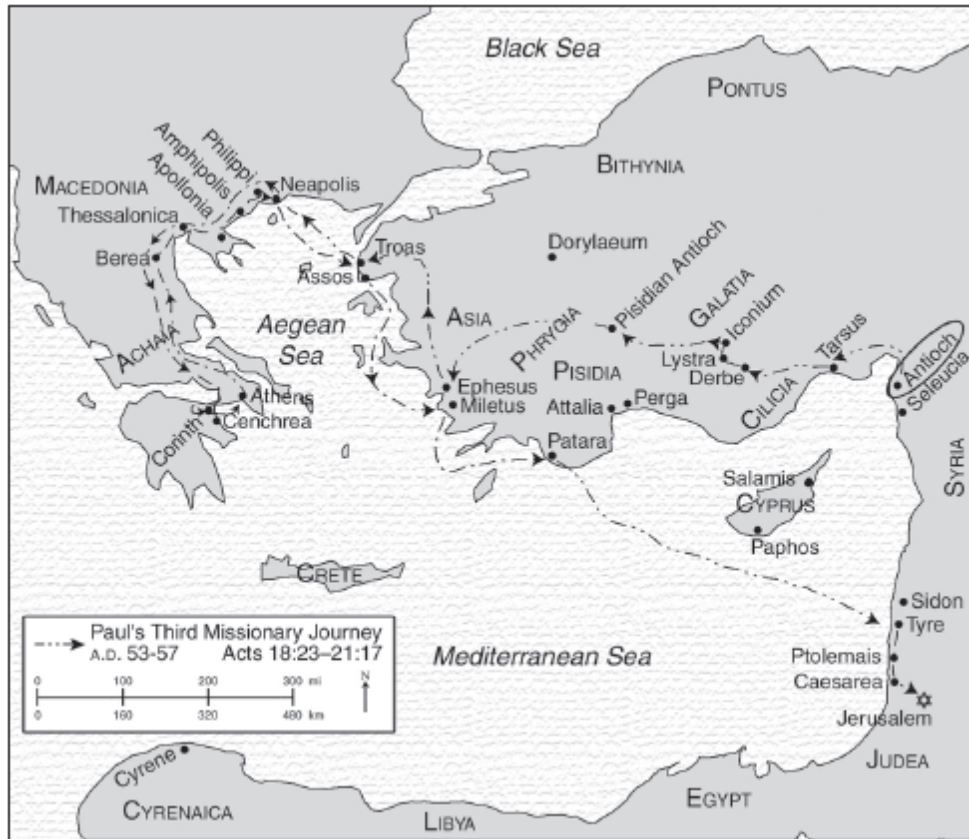 Black Sea
PONTUS
BITHYNIA
MACEDONIA
Amphipolis
Apollonia
Philippi
Neapolis
Thessalonica
Berea
Troas
Assos
Dorylaeum
Aegean
Sea
ASIA
PHRYGIA
Pisidian Antioch
GALATIA
Iconium
Lystra
Derbe
Tarsus
Antioch
Seleucia
ACHAIA
Athens
Corinth
Cenchrea
Ephesus
Miletus
PISIDIA
Attalia
Perga
CILICIA
Patara
SYRIA
Salamis
CYPRUS
Paphos
CRETE
Sidon
Tyre
Ptolemais
Caesarea
Jerusalem
Mediterranean Sea
Paul's Third Missionary Journey
A.D. 53-57 Acts 18:23–21:17
0 100 200 300 mi
0 160 320 480 km
N
JUDEA
Cyrene
CYRENAICA
LIBYA
EGYPT